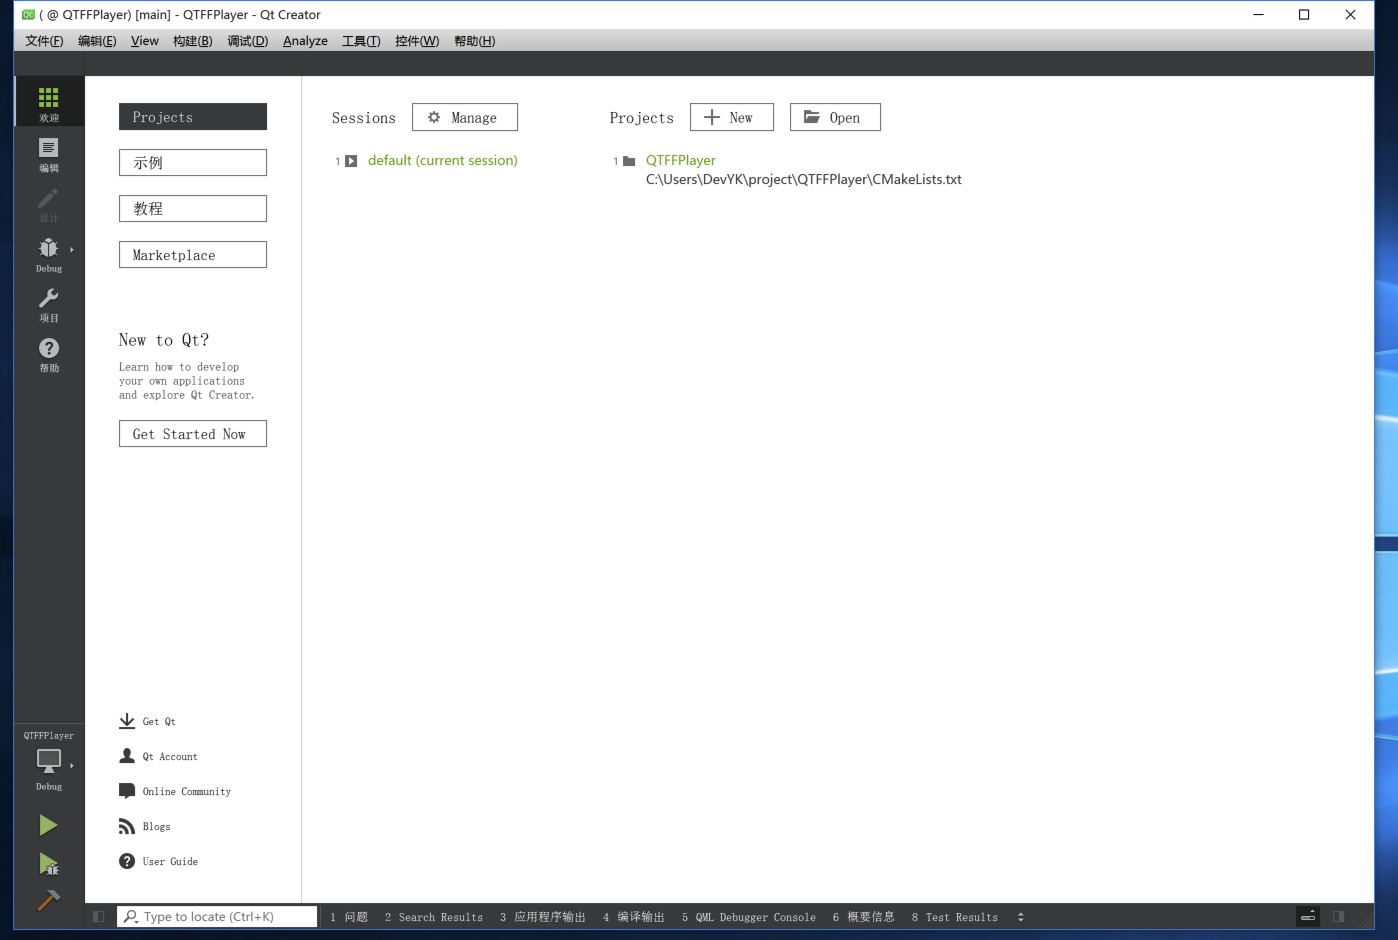 QC ( @ QTFFPlayer) [main] - QTFFPlayer - Qt Creator
文件(F) 编辑(E) View 构建(B) 调试(D) Analyze 工具(T) 控件(W) 帮助(H)
欢迎
编辑
设计
Debug
项目
帮助
QTFFPlayer
Debug
Projects
示例
教程
Marketplace
New to Qt?
Learn how to develop
your own applications
and explore Qt Creator.
Get Started Now
Get Qt
Qt Account
Online Community
Blogs
User Guide
Sessions Manage
1 default (current session)
Projects New Open
1 QTFFPlayer
C:\Users\DevYK\project\QTFFPlayer\CMakeLists.txt
Type to locate (Ctrl+K) 1 问题 2 Search Results 3 应用程序输出 4 编译输出 5 QML Debugger Console 6 概要信息 8 Test Results